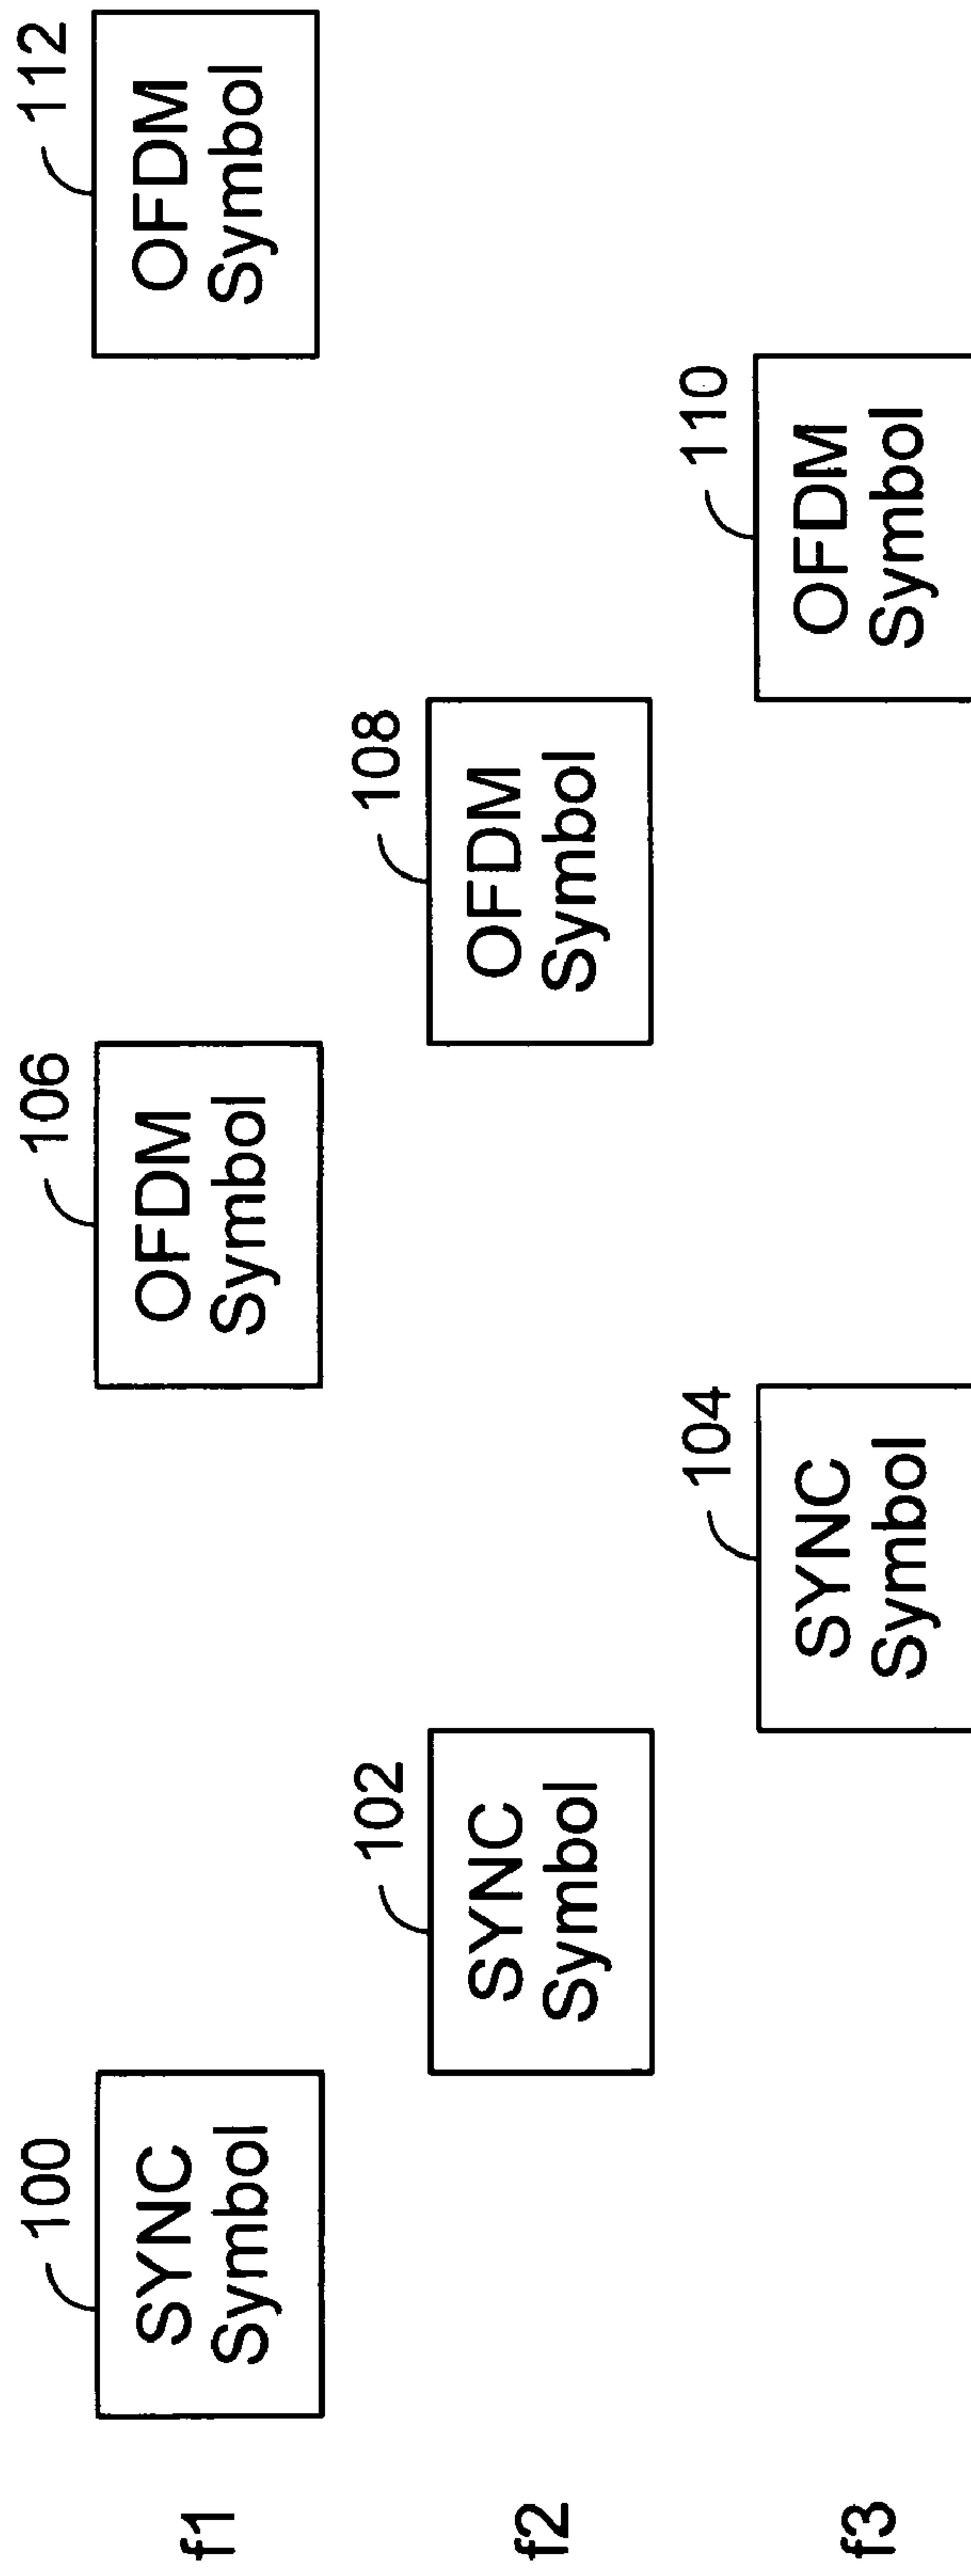 f1
100
SYNC
Symbol
106
OFDM
Symbol
112
OFDM
Symbol
f2
102
SYNC
Symbol
108
OFDM
Symbol
f3
104
SYNC
Symbol
110
OFDM
Symbol